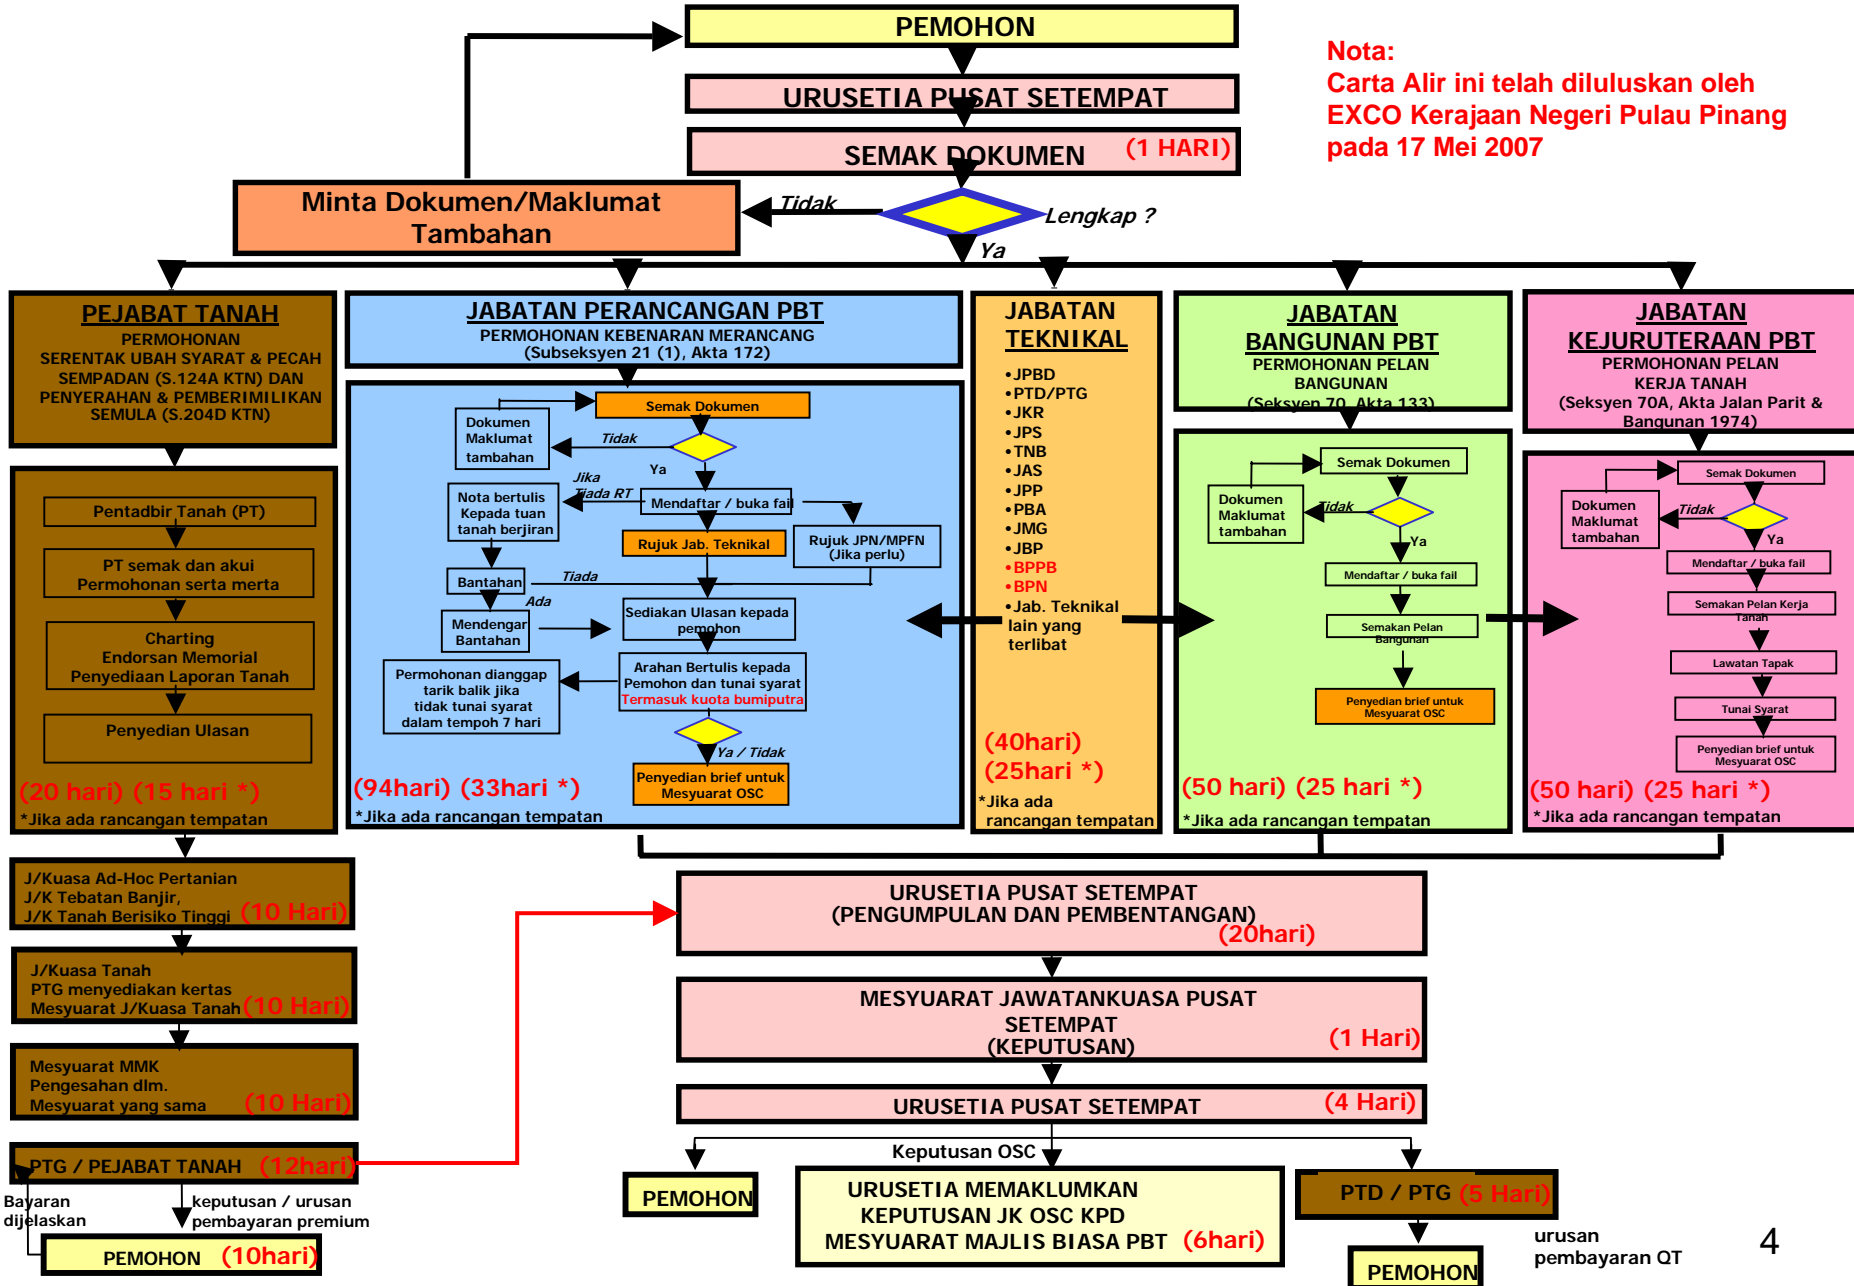 PEMOHON
Nota:
Carta Alir ini telah diluluskan oleh
EXCO Kerajaan Negeri Pulau Pinang
pada 17 Mei 2007
URUSETIA PUSAT SETEMPAT
SEMAK DOKUMEN (1 HARI)
Minta Dokumen/Maklumat
Tambahan
Tidak
Lengkap ?
Ya
PEJABAT TANAH
PERMOHONAN
SERENTAK UBAH SYARAT & PECAH
SEMPADAN (S.124A KTN) DAN
PENYERAHAN & PEMBERIMILIKAN
SEMULA (S.204D KTN)
Pentadbir Tanah (PT)
PT semak dan akui
Permohonan serta merta
Charting
Endorsan Memorial
Penyediaan Laporan Tanah
Penyedian Ulasan
(20 hari) (15 hari *)
*Jika ada rancangan tempatan
JABATAN PERANCANGAN PBT
PERMOHONAN KEBENARAN MERANCANG
(Subseksyen 21 (1), Akta 172)
Semak Dokumen
Dokumen
Maklumat
tambahan
Tidak
Ya
Jika
Tiada RT
Nota bertulis
Kepada tuan
tanah berjiran
Mendaftar / buka fail
Rujuk Jab. Teknikal
Rujuk JPN/MPFN
(Jika perlu)
Bantahan
Tiada
Ada
Mendengar
Bantahan
Sediakan Ulasan kepada
pemohon
Permohonan dianggap
tarik balik jika
tidak tunai syarat
dalam tempoh 7 hari
Arahan Bertulis kepada
Pemohon dan tunai syarat
Termasuk kuota bumiputra
Ya / Tidak
Penyedian brief untuk
Mesyuarat OSC
(94hari) (33hari *)
*Jika ada rancangan tempatan
JABATAN
TEKNIKAL
•JPBD
•PTD/PTG
•JKR
•JPS
•TNB
•JAS
•JPP
•PBA
•JMG
•JBP
•BPPB
•BPN
•Jab. Teknikal
lain yang
terlibat
(40hari)
(25hari *)
*Jika ada
rancangan tempatan
JABATAN
BANGUNAN PBT
PERMOHONAN PELAN
BANGUNAN
(Seksyen 70, Akta 133)
Semak Dokumen
Dokumen
Maklumat
tambahan
Tidak
Ya
Mendaftar / buka fail
Semakan Pelan
Bangunan
Penyedian brief untuk
Mesyuarat OSC
(50 hari) (25 hari *)
*Jika ada rancangan tempatan
JABATAN
KEJURUTERAAN PBT
PERMOHONAN PELAN
KERJA TANAH
(Seksyen 70A, Akta Jalan Parit &
Bangunan 1974)
Semak Dokumen
Dokumen
Maklumat
tambahan
Tidak
Ya
Mendaftar / buka fail
Semakan Pelan Kerja
Tanah
Lawatan Tapak
Tunai Syarat
Penyedian brief untuk
Mesyuarat OSC
(50 hari) (25 hari *)
*Jika ada rancangan tempatan
J/Kuasa Ad-Hoc Pertanian
J/K Tebatan Banjir,
J/K Tanah Berisiko Tinggi (10 Hari)
J/Kuasa Tanah
PTG menyediakan kertas
Mesyuarat J/Kuasa Tanah (10 Hari)
Mesyuarat MMK
Pengesahan dlm.
Mesyuarat yang sama (10 Hari)
PTG / PEJABAT TANAH (12hari)
Bayaran
dijelaskan
keputusan / urusan
pembayaran premium
PEMOHON (10hari)
URUSETIA PUSAT SETEMPAT
(PENGUMPULAN DAN PEMBENTANGAN)
(20hari)
MESYUARAT JAWATANKUASA PUSAT
SETEMPAT
(KEPUTUSAN) (1 Hari)
URUSETIA PUSAT SETEMPAT (4 Hari)
Keputusan OSC
PEMOHON
URUSETIA MEMAKLUMKAN
KEPUTUSAN JK OSC KPD
MESYUARAT MAJLIS BIASA PBT (6hari)
PTD / PTG (5 Hari)
urusan
pembayaran QT
PEMOHON
4